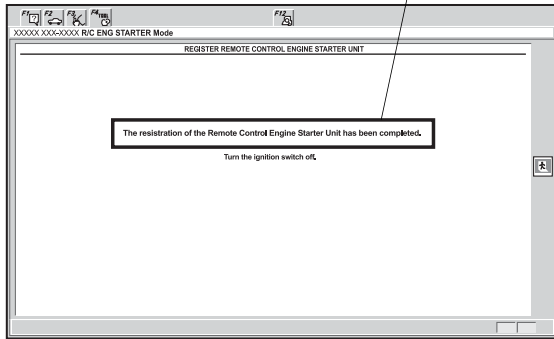 F1 F2 F3 F4 TOOL F12
XXXXX XXX-XXXX R/C ENG STARTER Mode
REGISTER REMOTE CONTROL ENGINE STARTER UNIT
The resistration of the Remote Control Engine Starter Unit has been completed.
Turn the ignition switch off.